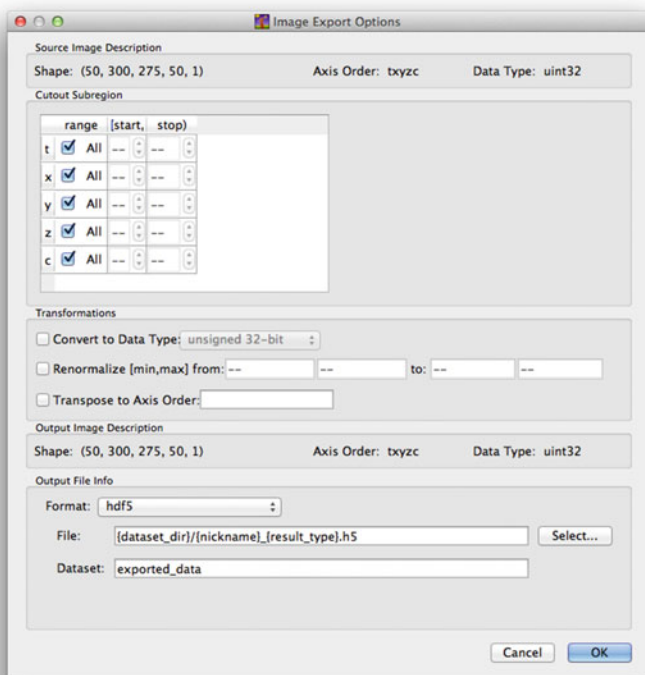 Image Export Options
Source Image Description
Shape: (50, 300, 275, 50, 1) Axis Order: txyzc Data Type: uint32
Cutout Subregion
range [start, stop)
t All -- --
x All -- --
y All -- --
z All -- --
c All -- --
Transformations
Convert to Data Type: unsigned 32-bit
Renormalize [min,max] from: -- -- to: -- --
Transpose to Axis Order:
Output Image Description
Shape: (50, 300, 275, 50, 1) Axis Order: txyzc Data Type: uint32
Output File Info
Format: hdf5
File: {dataset_dir}/{nickname}_{result_type}.h5 Select...
Dataset: exported_data
Cancel OK